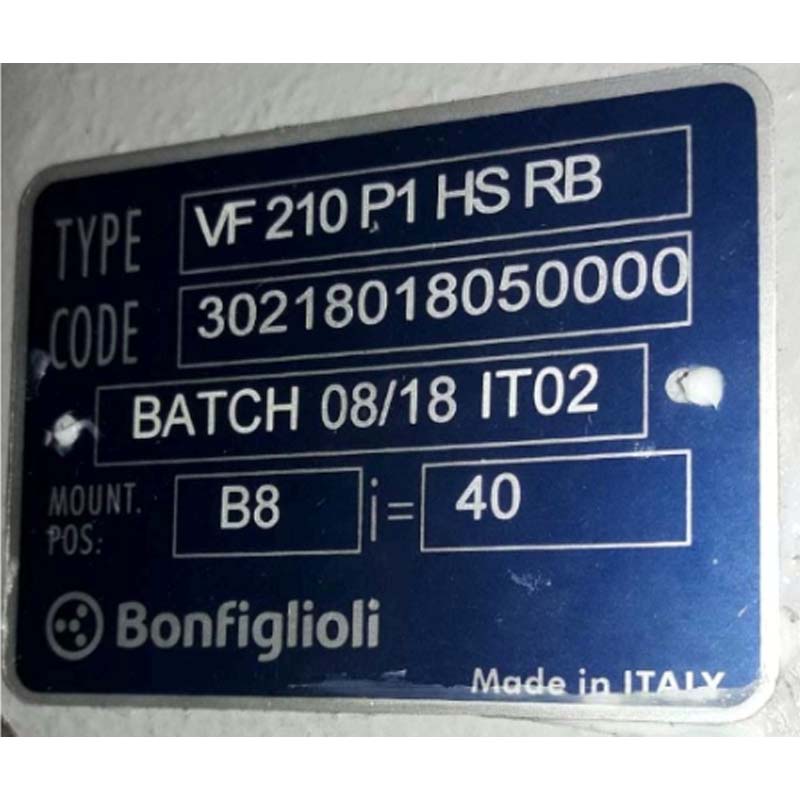 TYPE VF 210 P1 HS RB
CODE 30218018050000
BATCH 08/18 IT02
MOUNT. POS: B8 i= 40
Bonfiglioli
Made in ITALY